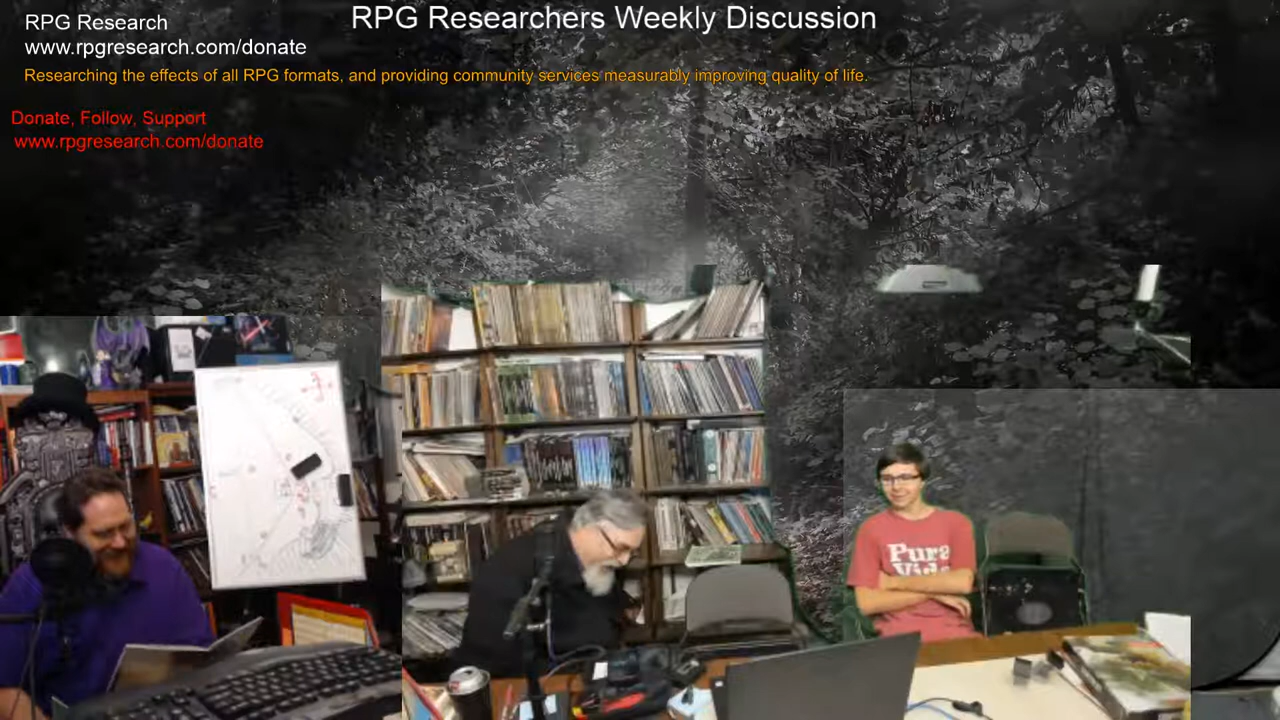 RPG Researchers Weekly Discussion
RPG Research
www.rpgresearch.com/donate
Researching the effects of all RPG formats, and providing community services measurably improving quality of life.
Donate, Follow, Support
www.rpgresearch.com/donate
Pura
Vida